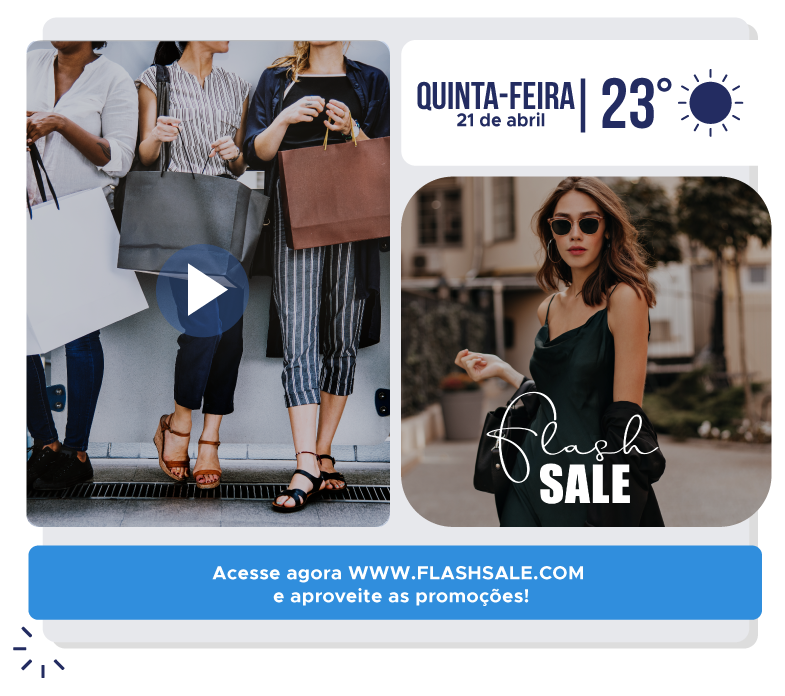 QUINTA-FEIRA
21 de abril
23°
Flash
SALE
Acesse agora WWW.FLASHSALE.COM
e aproveite as promoções!